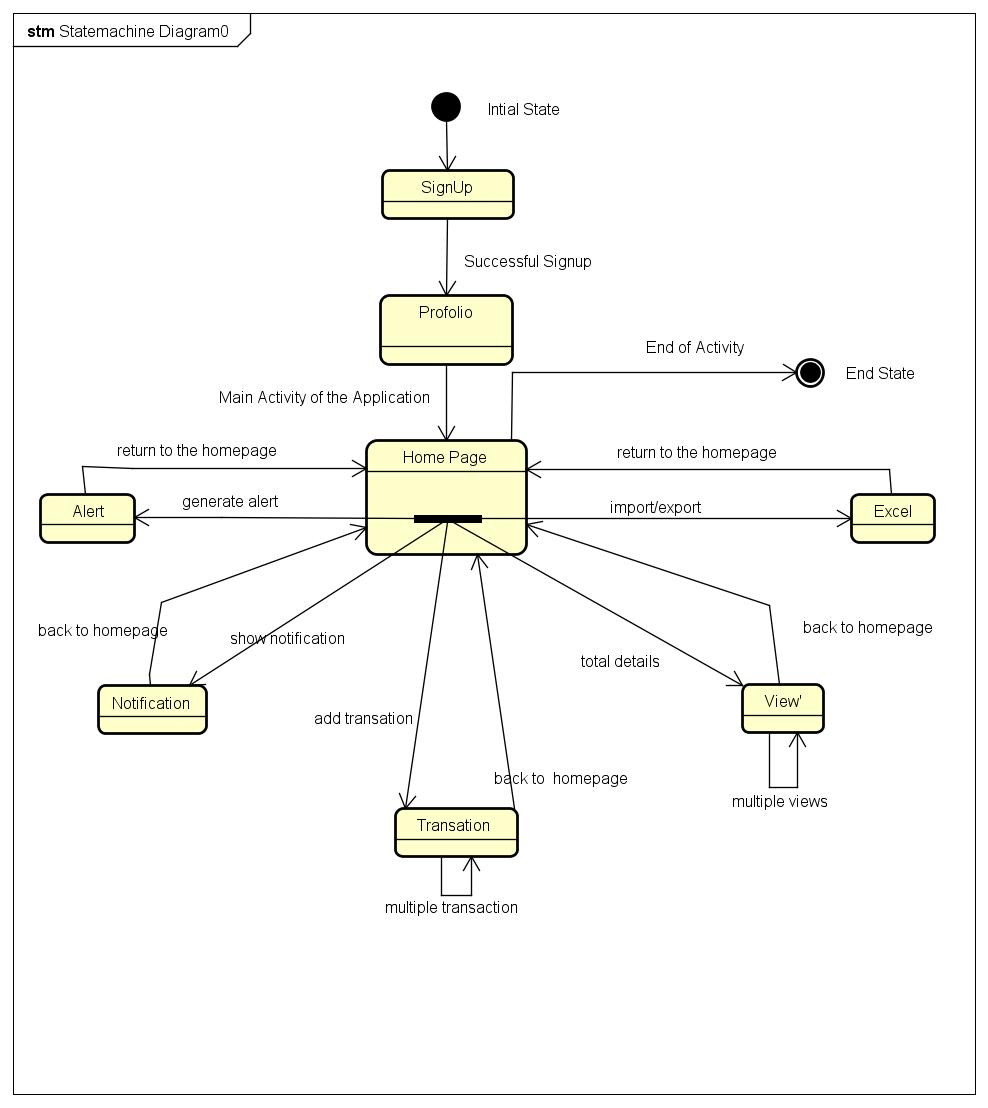 stm Statemachine Diagram0
Intial State
SignUp
Successful Signup
Profolio
End of Activity
End State
Main Activity of the Application
return to the homepage
Home Page
return to the homepage
Alert
generate alert
import/export
Excel
back to homepage
show notification
back to homepage
total details
Notification
View'
add transation
back to  homepage
multiple views
Transation
multiple transaction